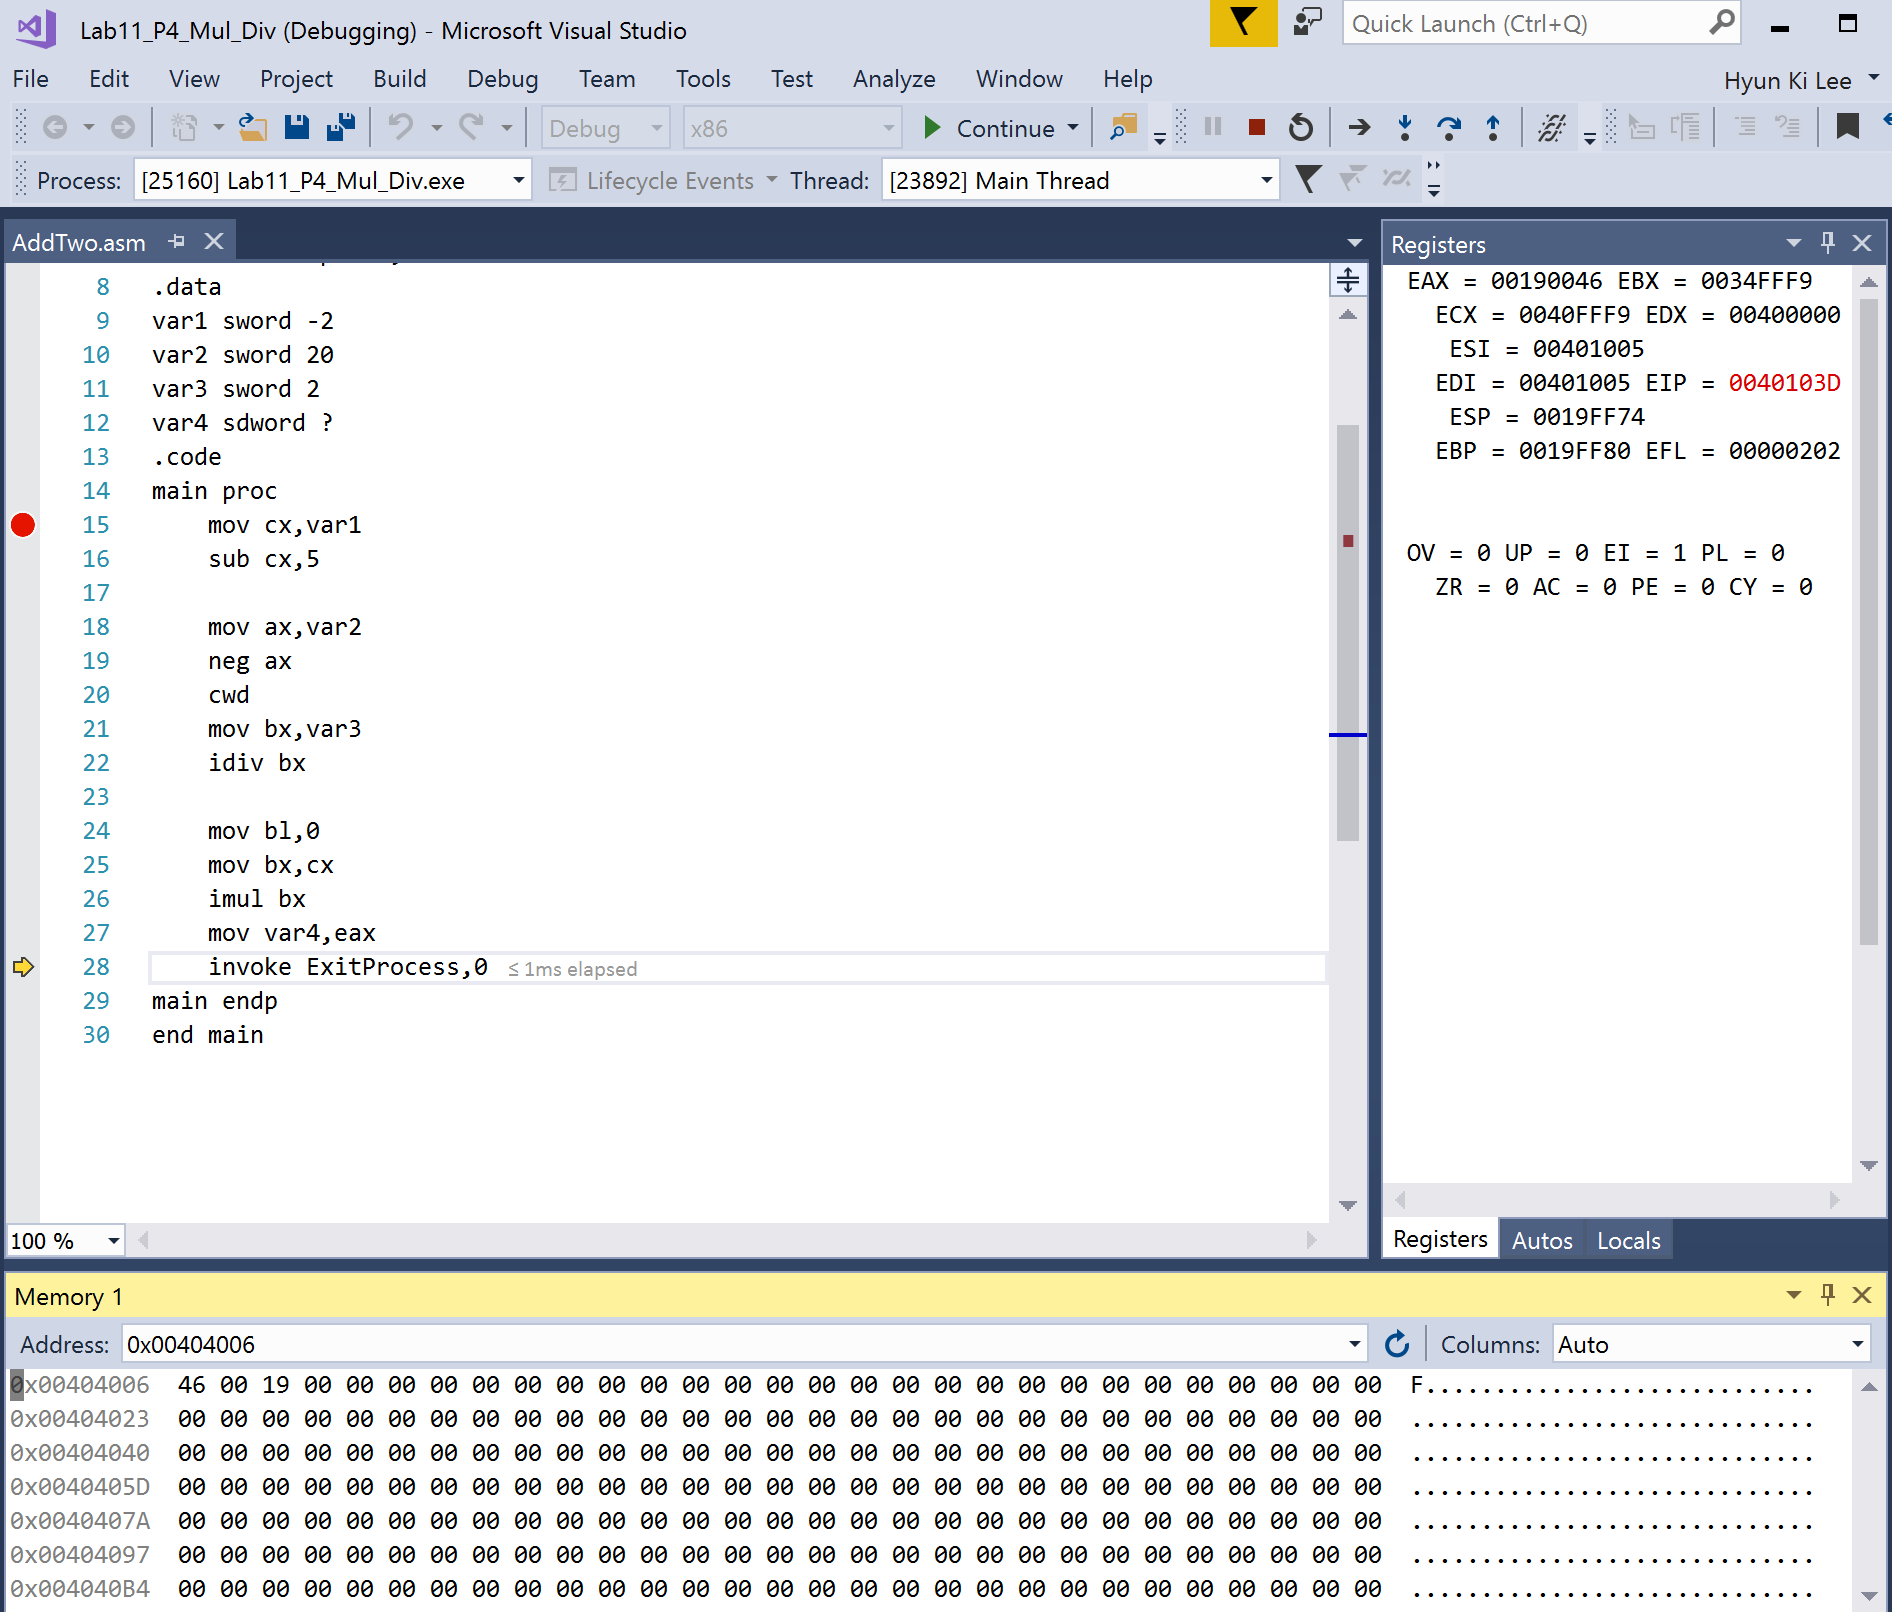 Lab11_P4_Mul_Div (Debugging) - Microsoft Visual Studio
Quick Launch (Ctrl+Q)
File Edit View Project Build Debug Team Tools Test Analyze Window Help
Hyun Ki Lee
Debug x86 Continue
Process: [25160] Lab11_P4_Mul_Div.exe Lifecycle Events Thread: [23892] Main Thread
AddTwo.asm
8 .data
9 var1 sword -2
10 var2 sword 20
11 var3 sword 2
12 var4 sdword ?
13 .code
14 main proc
15 mov cx,var1
16 sub cx,5
17
18 mov ax,var2
19 neg ax
20 cwd
21 mov bx,var3
22 idiv bx
23
24 mov bl,0
25 mov bx,cx
26 imul bx
27 mov var4,eax
28 invoke ExitProcess,0 ≤ 1ms elapsed
29 main endp
30 end main
100 %
Registers
EAX = 00190046 EBX = 0034FFF9
ECX = 0040FFF9 EDX = 00400000
ESI = 00401005
EDI = 00401005 EIP = 0040103D
ESP = 0019FF74
EBP = 0019FF80 EFL = 00000202
OV = 0 UP = 0 EI = 1 PL = 0
ZR = 0 AC = 0 PE = 0 CY = 0
Registers Autos Locals
Memory 1
Address: 0x00404006 Columns: Auto
0x00404006 46 00 19 00 00 00 00 00 00 00 00 00 00 00 00 00 00 00 00 00 00 00 00 00 00 00 00 00 00 F............................
0x00404023 00 00 00 00 00 00 00 00 00 00 00 00 00 00 00 00 00 00 00 00 00 00 00 00 00 00 00 00 00 .............................
0x00404040 00 00 00 00 00 00 00 00 00 00 00 00 00 00 00 00 00 00 00 00 00 00 00 00 00 00 00 00 00 .............................
0x0040405D 00 00 00 00 00 00 00 00 00 00 00 00 00 00 00 00 00 00 00 00 00 00 00 00 00 00 00 00 00 .............................
0x0040407A 00 00 00 00 00 00 00 00 00 00 00 00 00 00 00 00 00 00 00 00 00 00 00 00 00 00 00 00 00 .............................
0x00404097 00 00 00 00 00 00 00 00 00 00 00 00 00 00 00 00 00 00 00 00 00 00 00 00 00 00 00 00 00 .............................
0x004040B4 00 00 00 00 00 00 00 00 00 00 00 00 00 00 00 00 00 00 00 00 00 00 00 00 00 00 00 00 00 .............................